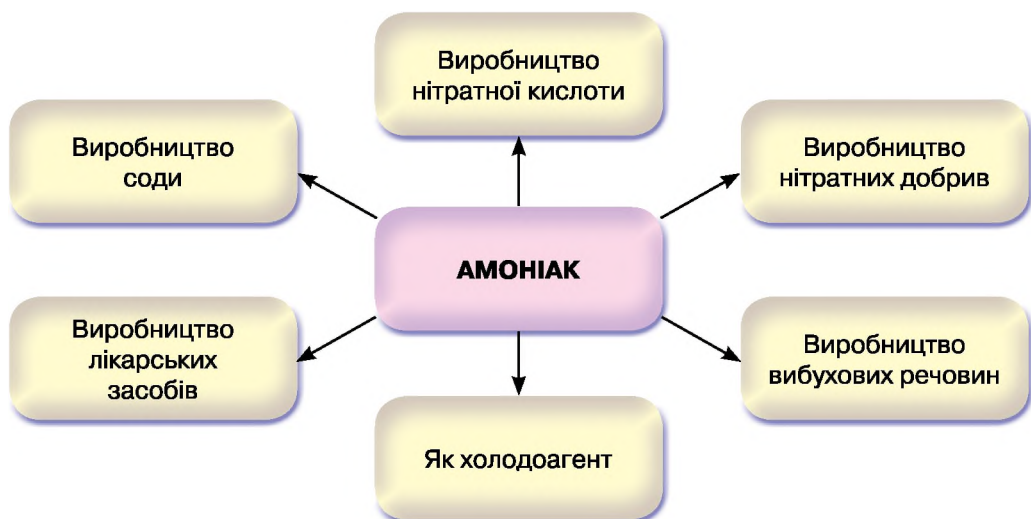 Виробництво
нітратної кислоти
Виробництво
соди
Виробництво
нітратних добрив
АМОНІАК
Виробництво
лікарських
засобів
Виробництво
вибухових речовин
Як холодоагент